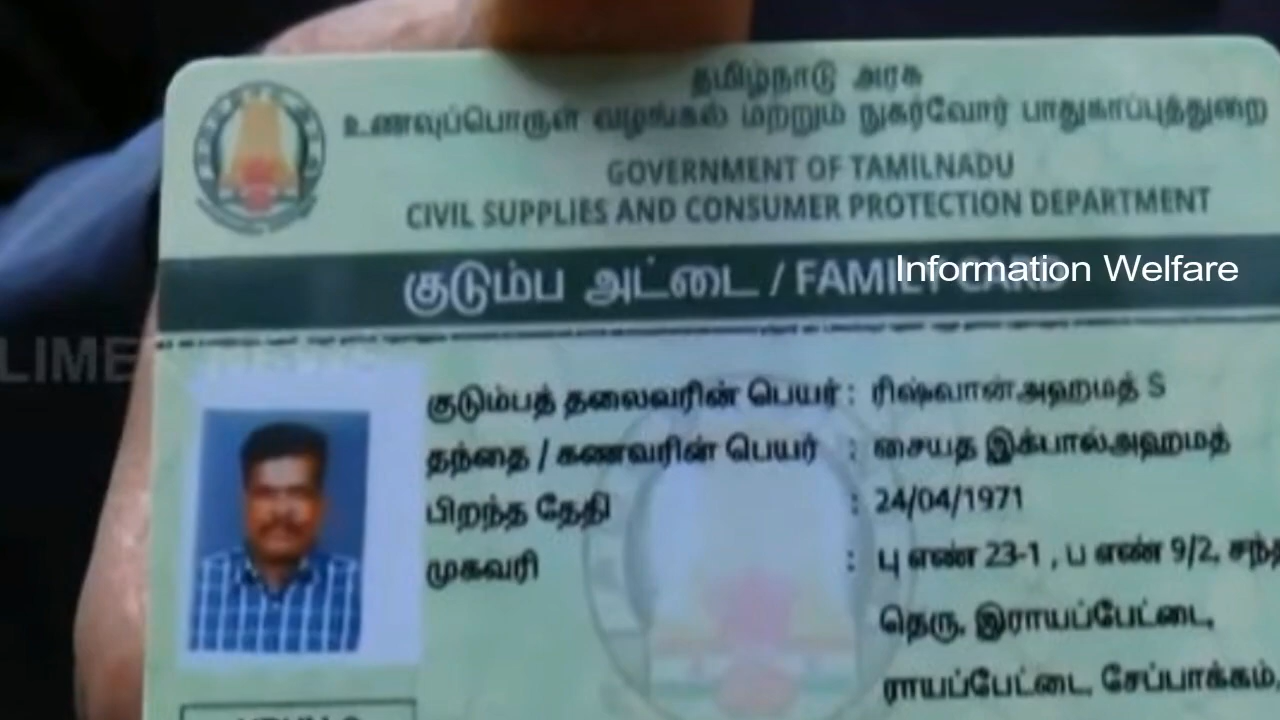 தமிழ்நாடு அரசு
உணவுப்பொருள் வழங்கல் மற்றும் நுகர்வோர் பாதுகாப்புத்துறை
GOVERNMENT OF TAMILNADU
CIVIL SUPPLIES AND CONSUMER PROTECTION DEPARTMENT
குடும்ப அட்டை / FAMILY CARD
Information Welfare
குடும்பத் தலைவரின் பெயர் : ரிஷ்வான்அஹமத் S
தந்தை / கணவரின் பெயர் : சையத இக்பால்அஹமத்
பிறந்த தேதி : 24/04/1971
முகவரி : பு எண் 23-1 , ப எண் 9/2,
தெரு, இராயப்பேட்டை,
ராயப்பேட்டை, சேப்பாக்கம்,